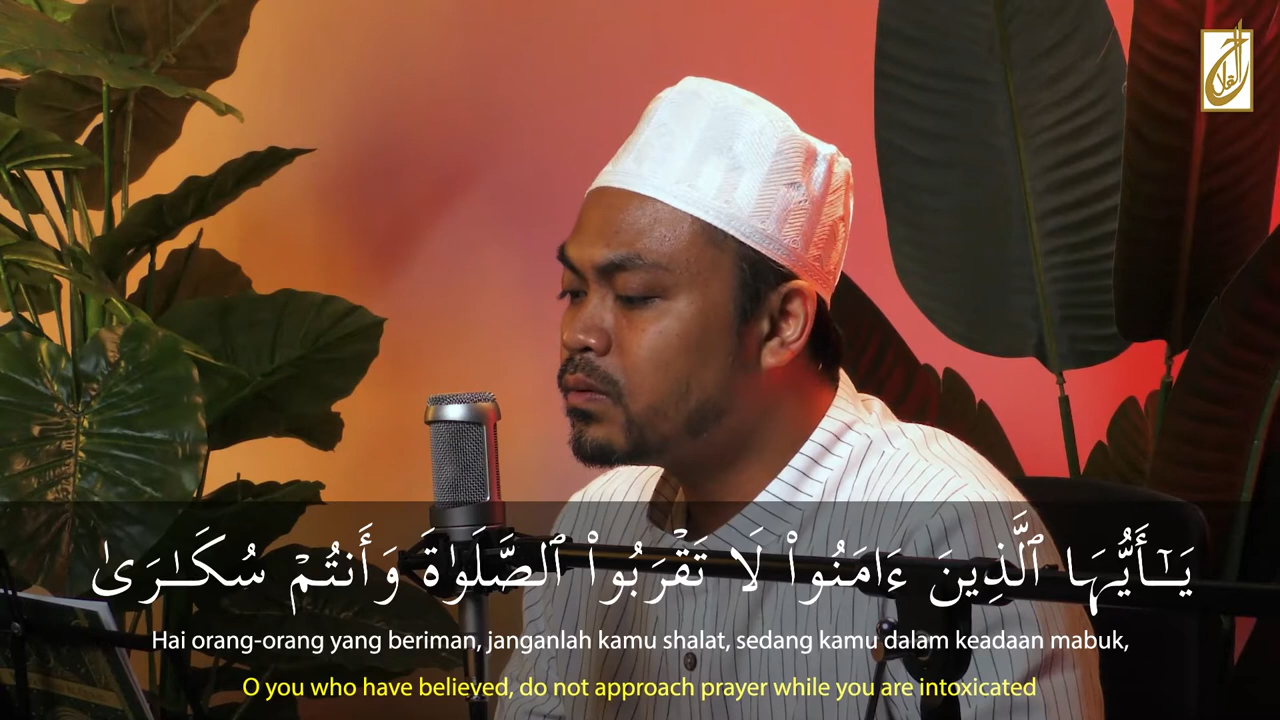 الفلاح
يَـٰٓأَيُّهَا ٱلَّذِينَ ءَامَنُوا۟ لَا تَقْرَبُوا۟ ٱلصَّلَوٰةَ وَأَنتُمْ سُكَـٰرَىٰ
Hai orang-orang yang beriman, janganlah kamu shalat, sedang kamu dalam keadaan mabuk,
O you who have believed, do not approach prayer while you are intoxicated